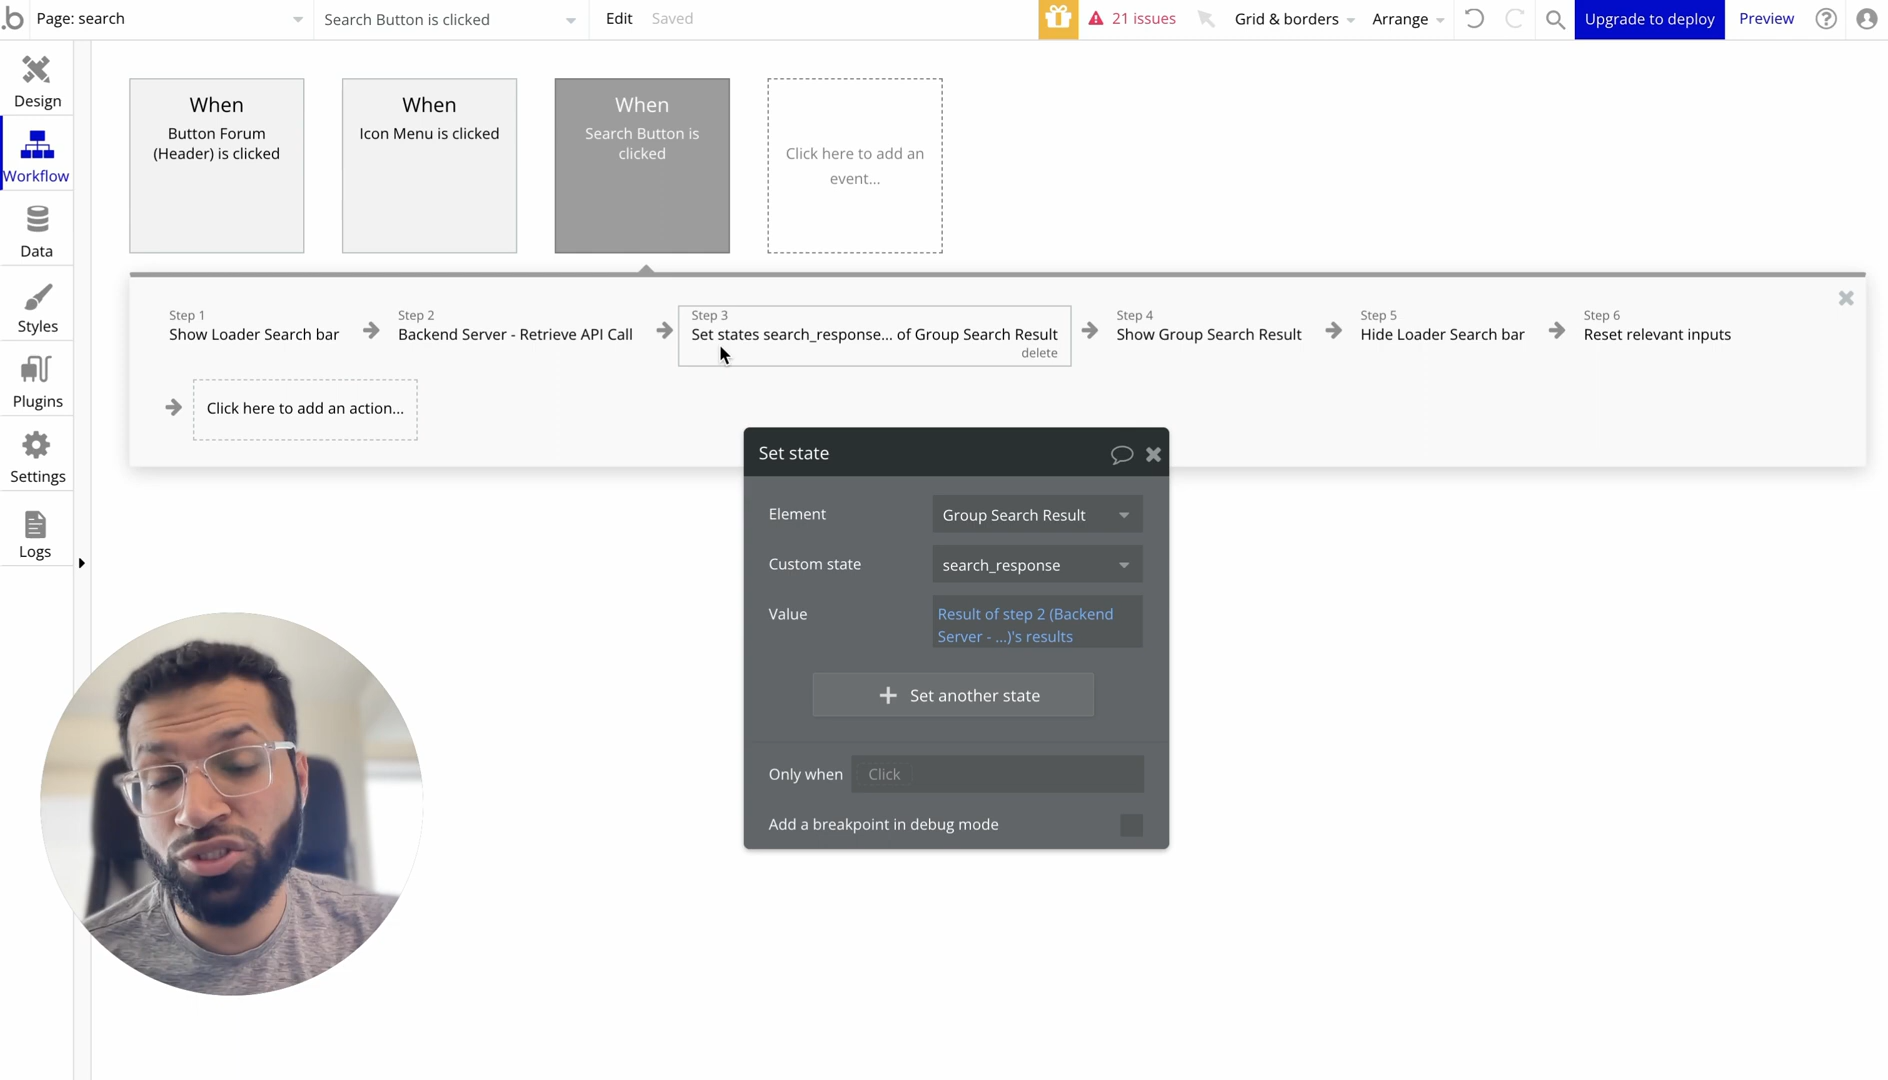 .b
Page: search
Search Button is clicked
Edit
Saved
21 issues
Grid & borders
Arrange
Upgrade to deploy
Preview
Design
Workflow
Data
Styles
Plugins
Settings
Logs
When
Button Forum
(Header) is clicked
When
Icon Menu is clicked
When
Search Button is
clicked
Click here to add an
event...
Step 1
Show Loader Search bar
Step 2
Backend Server - Retrieve API Call
Step 3
Set states search_response... of Group Search Result
delete
Step 4
Show Group Search Result
Step 5
Hide Loader Search bar
Step 6
Reset relevant inputs
Click here to add an action...
Set state
Element
Group Search Result
Custom state
search_response
Value
Result of step 2 (Backend
Server - ...)'s results
Set another state
Only when
Click
Add a breakpoint in debug mode